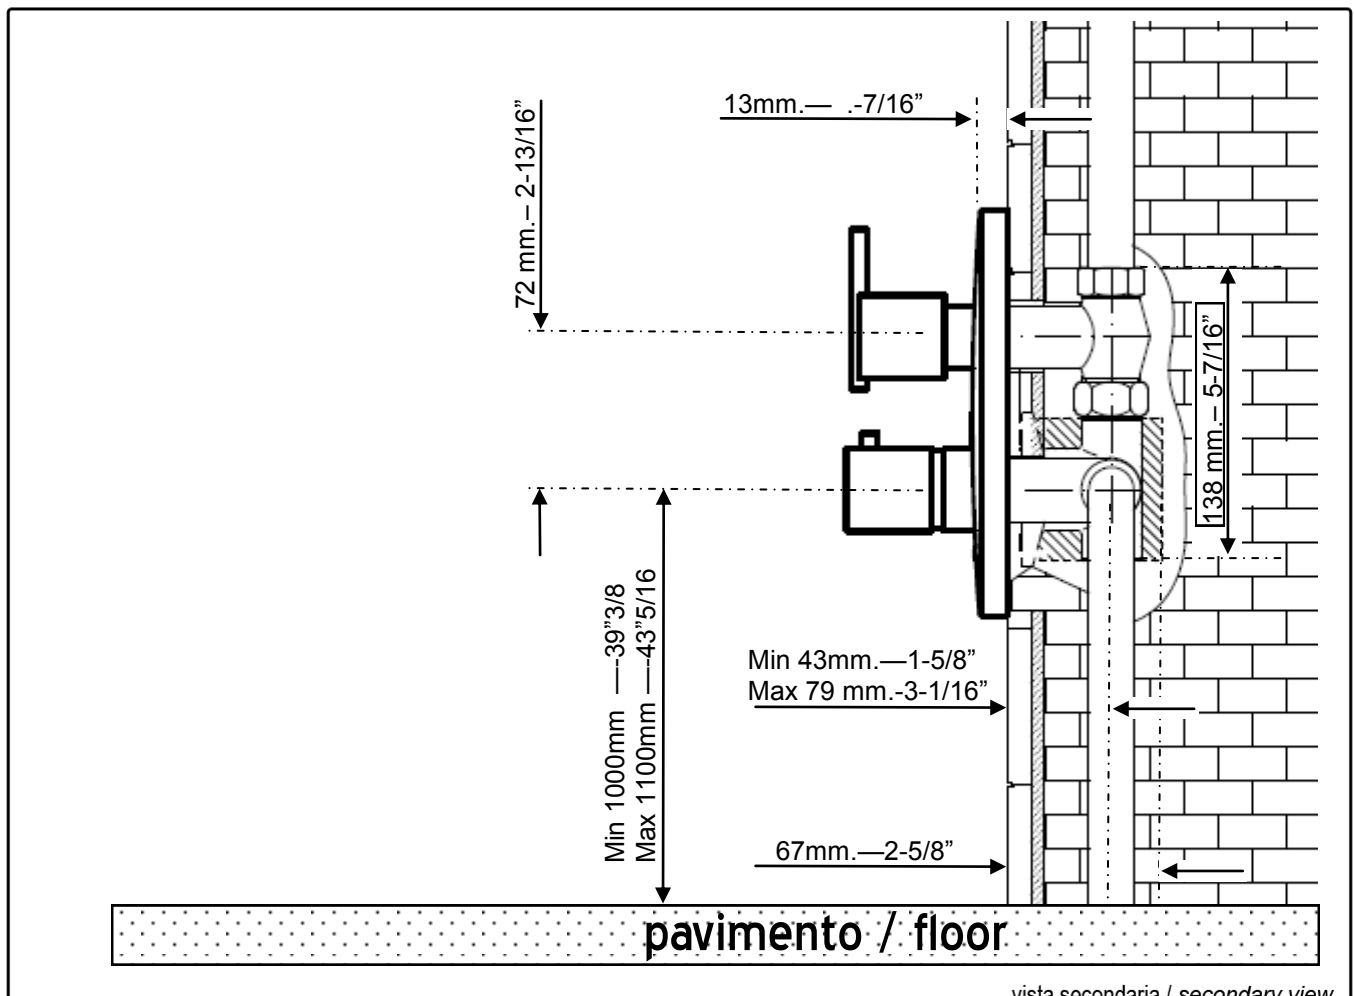 13mm.— .-7/16”
72 mm.– 2-13/16”
138 mm.– 5-7/16”
Min 1000mm —-39”3/8
Max 1100mm —-43”5/16
Min 43mm.—1-5/8”
Max 79 mm.-3-1/16”
67mm.—2-5/8”
pavimento / floor
vista secondaria / secondary view